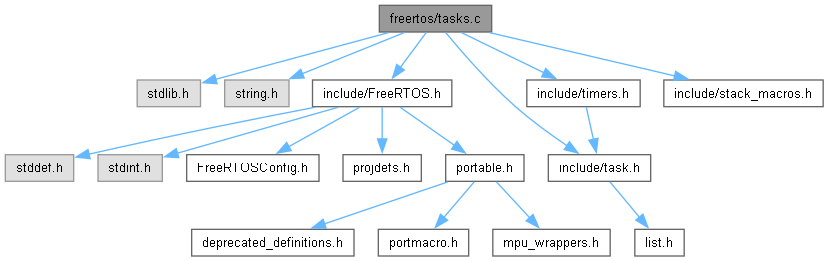 freertos/tasks.c
stdlib.h
string.h
include/FreeRTOS.h
include/timers.h
include/stack_macros.h
stddef.h
stdint.h
FreeRTOSConfig.h
projdefs.h
portable.h
include/task.h
deprecated_definitions.h
portmacro.h
mpu_wrappers.h
list.h